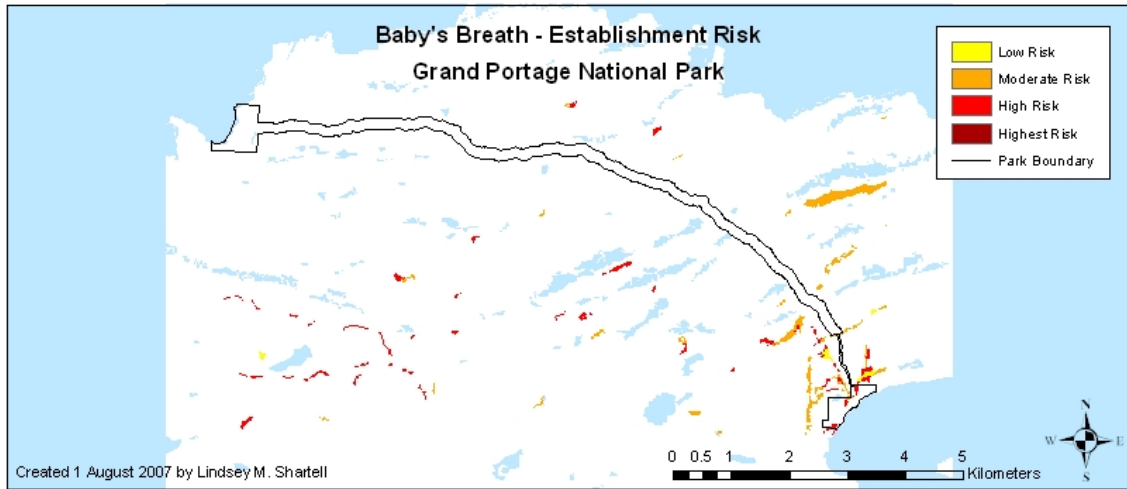 Baby's Breath - Establishment Risk
Grand Portage National Park
Low Risk
Moderate Risk
High Risk
Highest Risk
Park Boundary
N
W E
S
Created 1 August 2007 by Lindsey M. Shartell
0 0.5 1 2 3 4 5
Kilometers